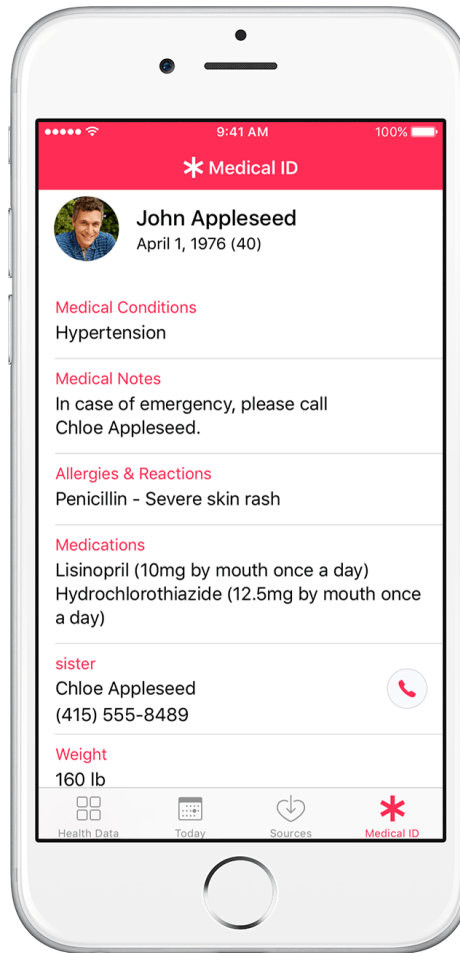 9:41 AM
100%
Medical ID
John Appleseed
April 1, 1976 (40)
Medical Conditions
Hypertension
Medical Notes
In case of emergency, please call
Chloe Appleseed.
Allergies & Reactions
Penicillin - Severe skin rash
Medications
Lisinopril (10mg by mouth once a day)
Hydrochlorothiazide (12.5mg by mouth once
a day)
sister
Chloe Appleseed
(415) 555-8489
Weight
160 lb
Health Data
Today
Sources
Medical ID